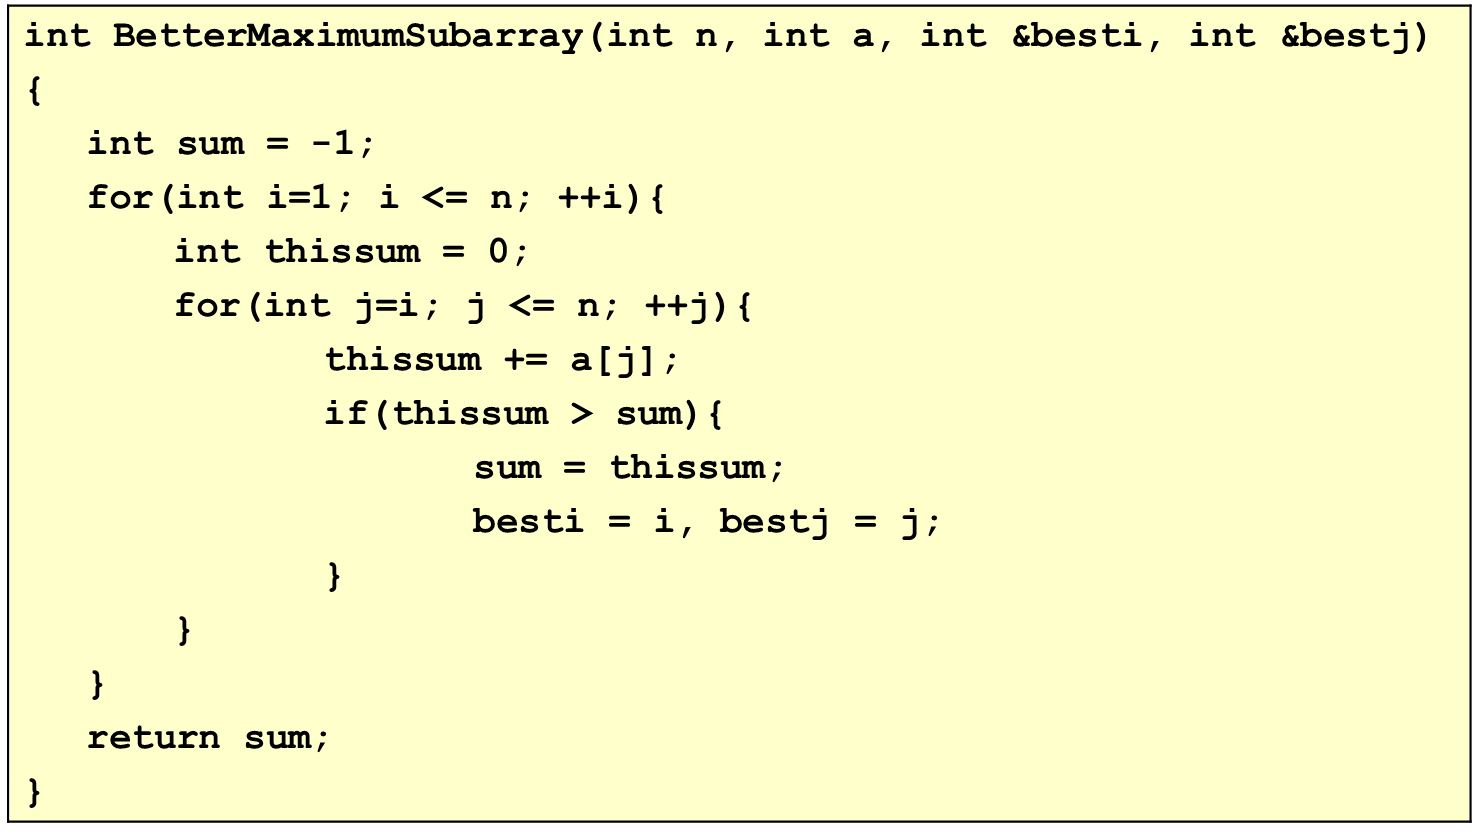 int BetterMaximumSubarray(int n, int a, int &besti, int &bestj)
{
int sum = -1;
for(int i=1; i <= n; ++i){
int thissum = 0;
for(int j=i; j <= n; ++j){
thissum += a[j];
if(thissum > sum){
sum = thissum;
besti = i, bestj = j;
}
}
}
return sum;
}